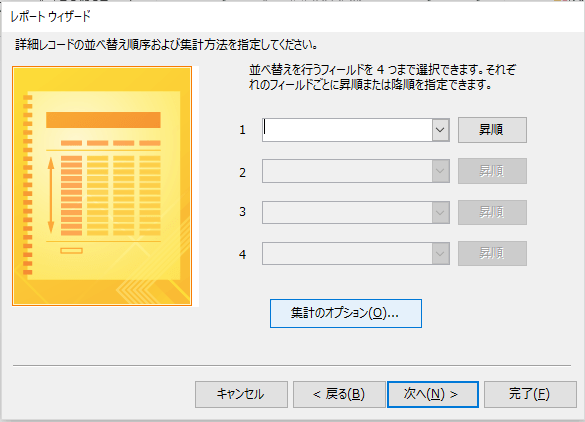 レポート ウィザード
詳細レコードの並べ替え順序および集計方法を指定してください。
並べ替えを行うフィールドを 4 つまで選択できます。それぞ
れのフィールドごとに昇順または降順を指定できます。
1 昇順
2 昇順
3 昇順
4 昇順
集計のオプション(O)...
キャンセル < 戻る(B) 次へ(N) > 完了(F)